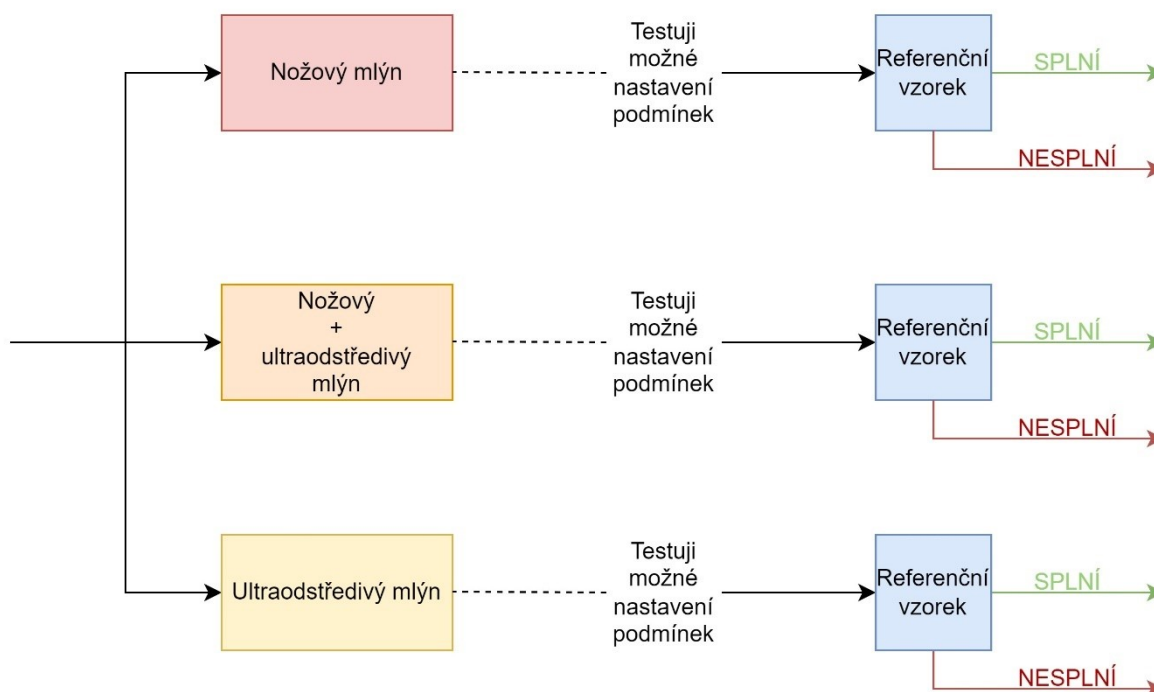 Nožový mlýn
Testuji
možné
nastavení
podmínek
Referenční
vzorek
SPLNÍ
NESPLNÍ
Nožový
+
ultraodstředivý
mlýn
Testuji
možné
nastavení
podmínek
Referenční
vzorek
SPLNÍ
NESPLNÍ
Ultraodstředivý mlýn
Testuji
možné
nastavení
podmínek
Referenční
vzorek
SPLNÍ
NESPLNÍ